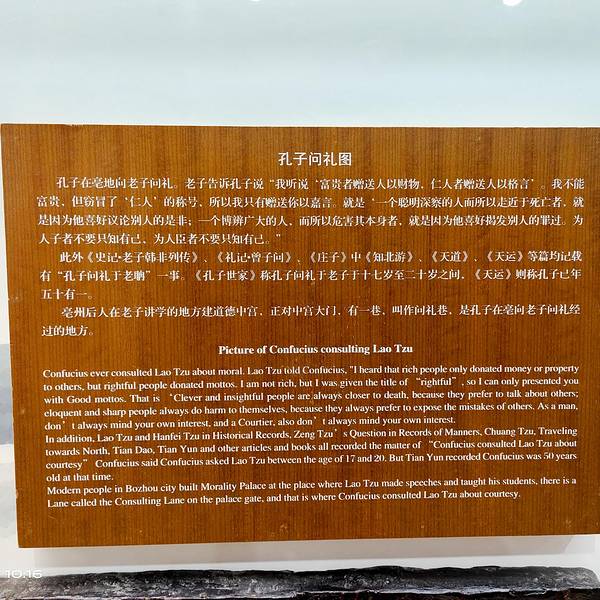 孔子问礼图
孔子在亳地向老子问礼。老子告诉孔子说“我听说‘富贵者赠送人以财物，仁人者赠送人以格言’。我不能
富贵，但窃冒了‘仁人’的称号，所以我只有赠送你以嘉言。就是‘一个聪明深察的人而所以走近于死亡者，就
是因为他喜好议论别人的是非；一个博辨广大的人，而所以危害其本身者，就是因为他喜好揭发别人的罪过。为
人子者不要只知有己，为人臣者不要只知有己。”
此外《史记·老子韩非列传》、《礼记·曾子问》、《庄子》中《知北游》、《天道》、《天运》等篇均记载
有“孔子问礼于老聃”一事。《孔子世家》称孔子问礼于老子于十七岁至二十岁之间，《天运》则称孔子已年
五十有一。
亳州后人在老子讲学的地方建道德中宫，正对中宫大门，有一巷，叫作问礼巷，是孔子在亳向老子问礼经
过的地方。
Picture of Confucius consulting Lao Tzu
Confucius ever consulted Lao Tzu about moral. Lao Tzu told Confucius, "I heard that rich people only donated money or property
to others, but rightful people donated mottos. I am not rich, but I was given the title of “rightful”, so I can only presented you
with Good mottos. That is ‘Clever and insightful people are always closer to death, because they prefer to talk about others;
eloquent and sharp people always do harm to themselves, because they always prefer to expose the mistakes of others. As a man,
don’t always mind your own interest, and a Courtier, also don’t always mind your own interest.
In addition, Lao Tzu and Hanfei Tzu in Historical Records, Zeng Tzu’s Question in Records of Manners, Chuang Tzu, Traveling
towards North, Tian Dao, Tian Yun and other articles and books all recorded the matter of “Confucius consulted Lao Tzu about
courtesy” Confucius said Confucius asked Lao Tzu between the age of 17 and 20. But Tian Yun recorded Confucius was 50 years
old at that time.
Modern people in Bozhou city built Morality Palace at the place where Lao Tzu made speeches and taught his students, there is a
Lane called the Consulting Lane on the palace gate, and that is where Confucius consulted Lao Tzu about courtesy.
10:16